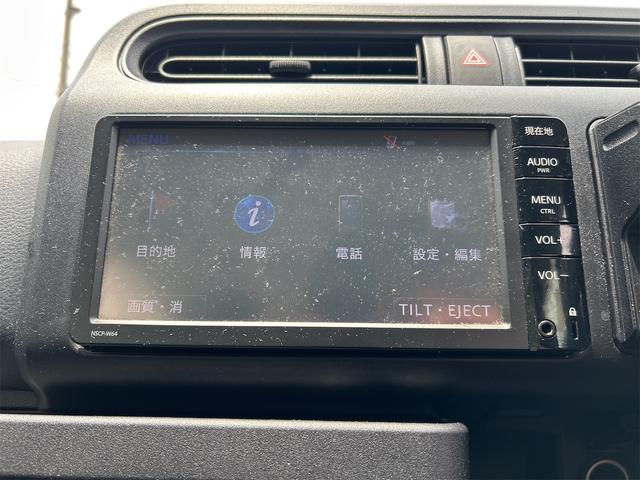 MENU
目的地
情報
電話
設定・編集
画質・消
TILT・EJECT
NSCP-W64
現在地
AUDIO
PWR
MENU
CTRL
VOL+
VOL−